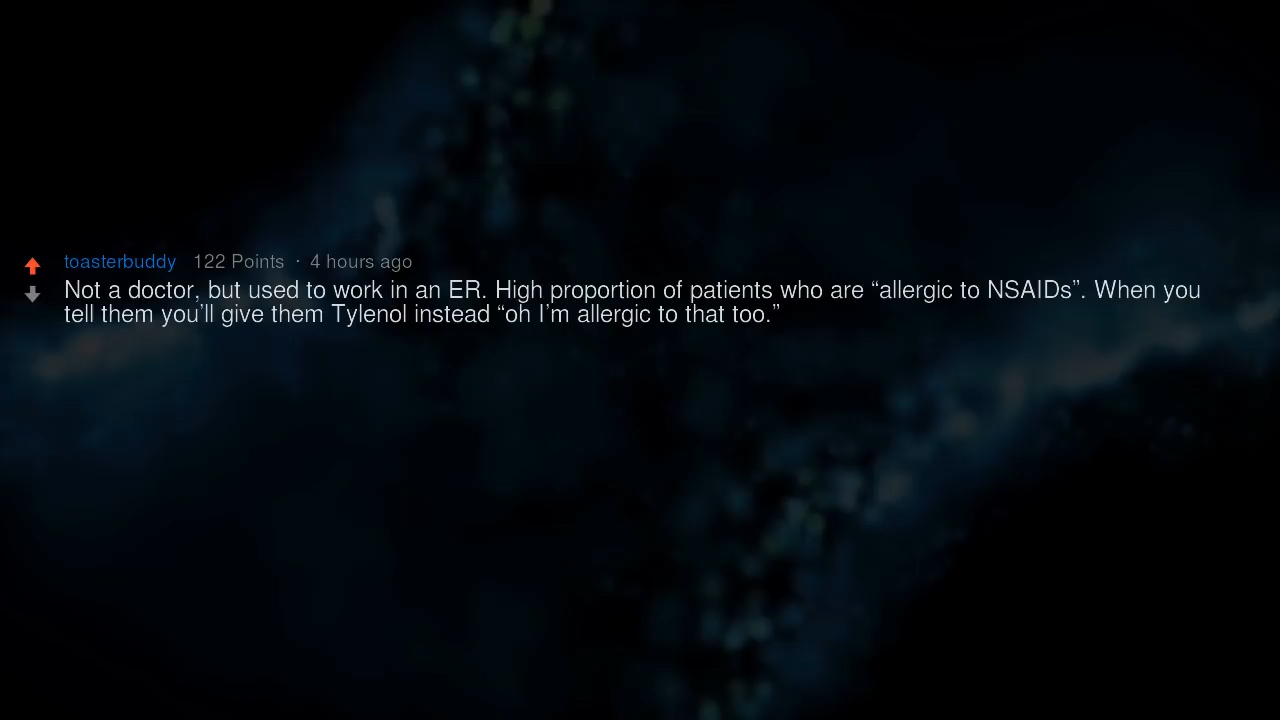 toasterbuddy 122 Points · 4 hours ago
Not a doctor, but used to work in an ER. High proportion of patients who are “allergic to NSAIDs”. When you
tell them you’ll give them Tylenol instead “oh I’m allergic to that too.”